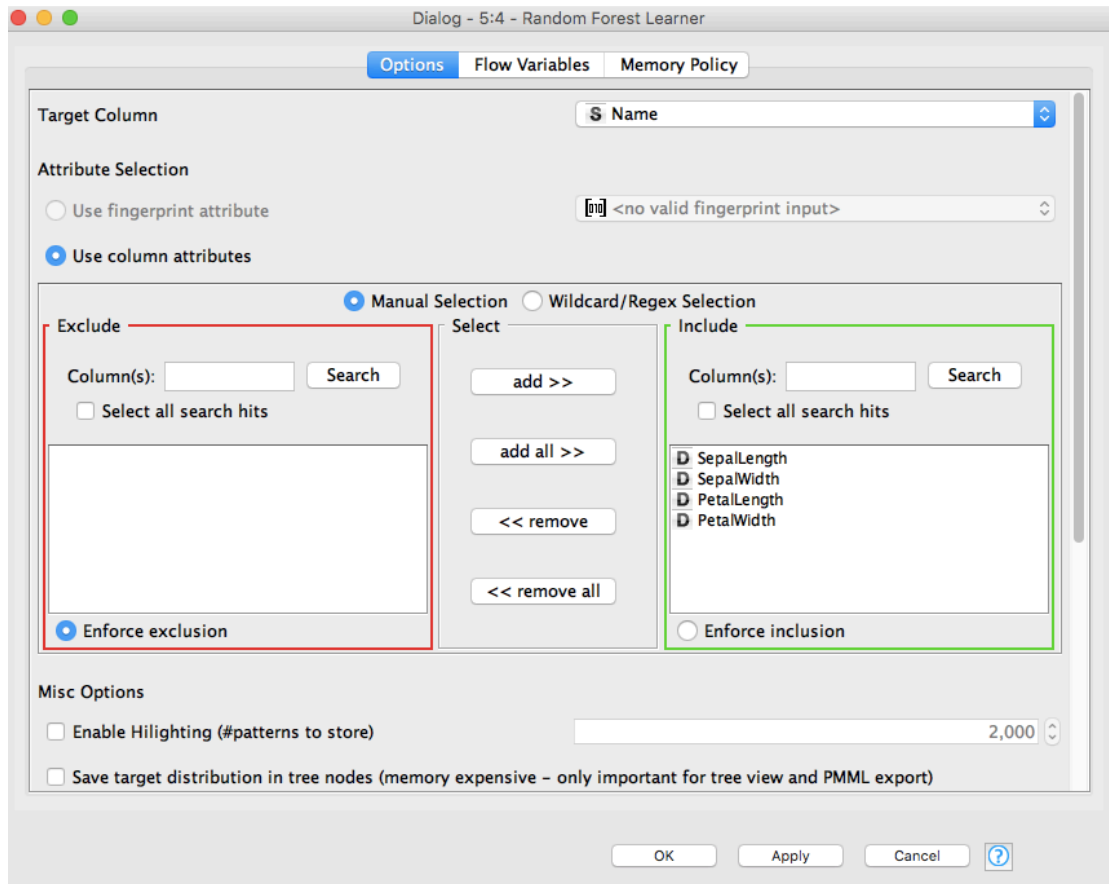 Dialog - 5:4 - Random Forest Learner
Options Flow Variables Memory Policy
Target Column S Name
Attribute Selection
Use fingerprint attribute [010] <no valid fingerprint input>
Use column attributes
Manual Selection Wildcard/Regex Selection
Exclude Select Include
Column(s): Search add >> Column(s): Search
Select all search hits Select all search hits
add all >>
D SepalLength
D SepalWidth
D PetalLength
D PetalWidth
<< remove
<< remove all
Enforce exclusion Enforce inclusion
Misc Options
Enable Hilighting (#patterns to store) 2,000
Save target distribution in tree nodes (memory expensive – only important for tree view and PMML export)
OK Apply Cancel ?